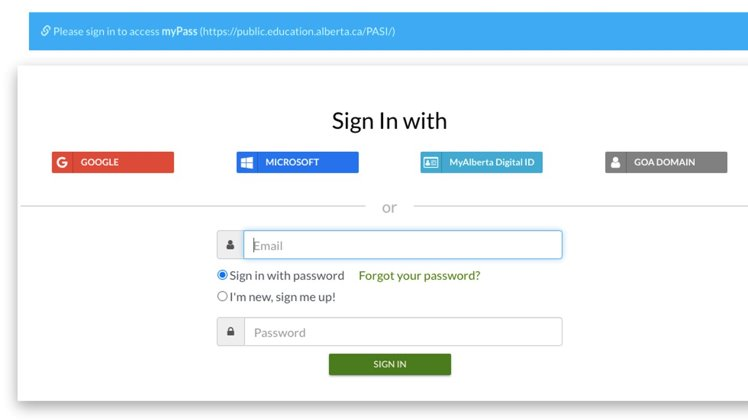 Please sign in to access myPass (https://public.education.alberta.ca/PASI/)
Sign In with
GOOGLE
MICROSOFT
MyAlberta Digital ID
GOA DOMAIN
or
Email
Sign in with password Forgot your password?
I'm new, sign me up!
Password
SIGN IN